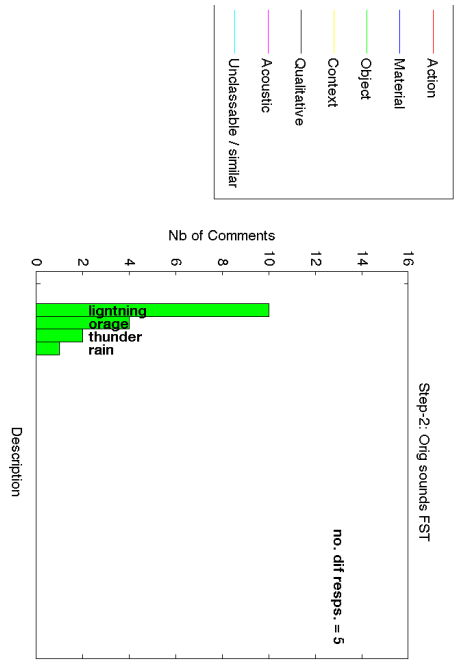 Action
Material
Object
Context
Qualitative
Acoustic
Unclassable / similar
Step-2: Orig sounds FST
no. dif resps. = 5
Nb of Comments
0 2 4 6 8 10 12 14 16
ligntning
orage
thunder
rain
Description